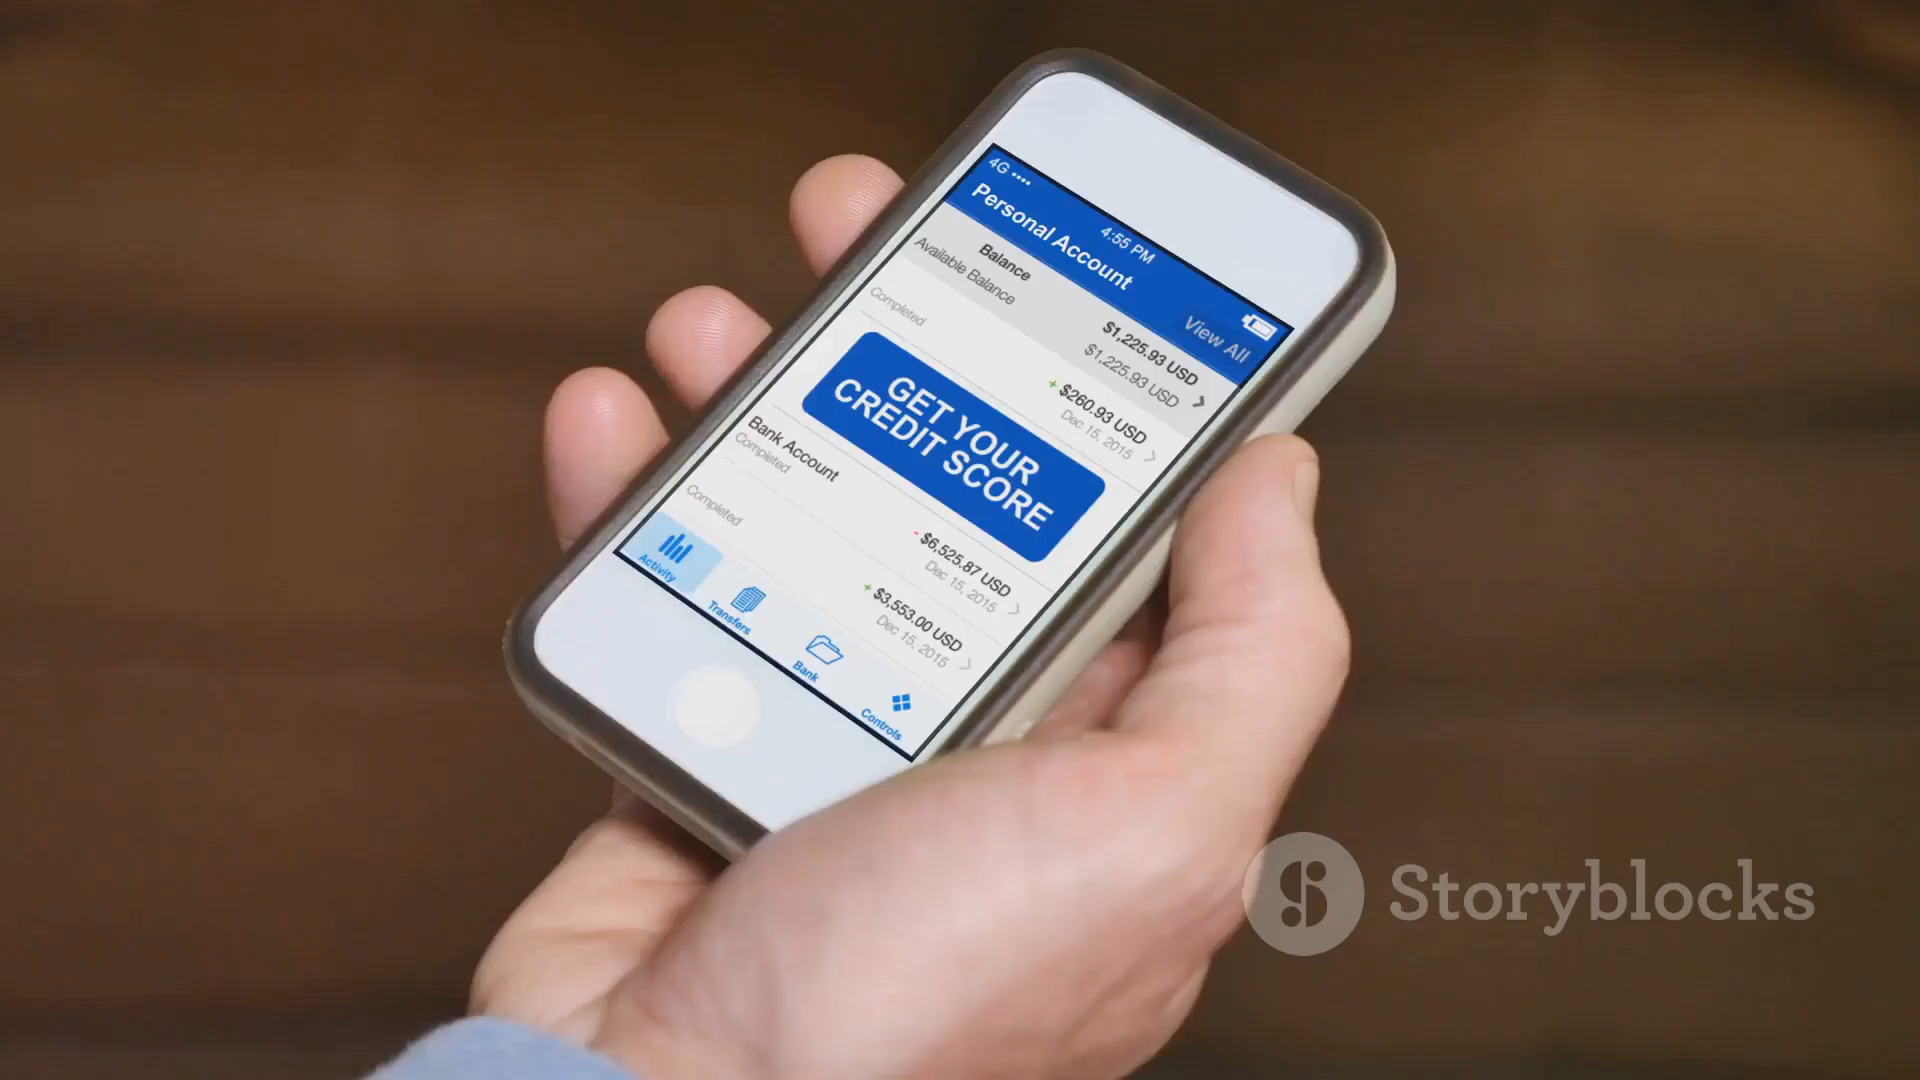 4G
4:55 PM
Personal Account
View All
Balance
$1,225.93 USD
Available Balance
$1,225.93 USD
Completed
+ $260.93 USD
Dec 15, 2015
GET YOUR
CREDIT SCORE
Bank Account
Completed
- $6,525.87 USD
Dec 15, 2015
Completed
+ $3,553.00 USD
Dec 15, 2015
Activity
Transfers
Bank
Controls
Storyblocks